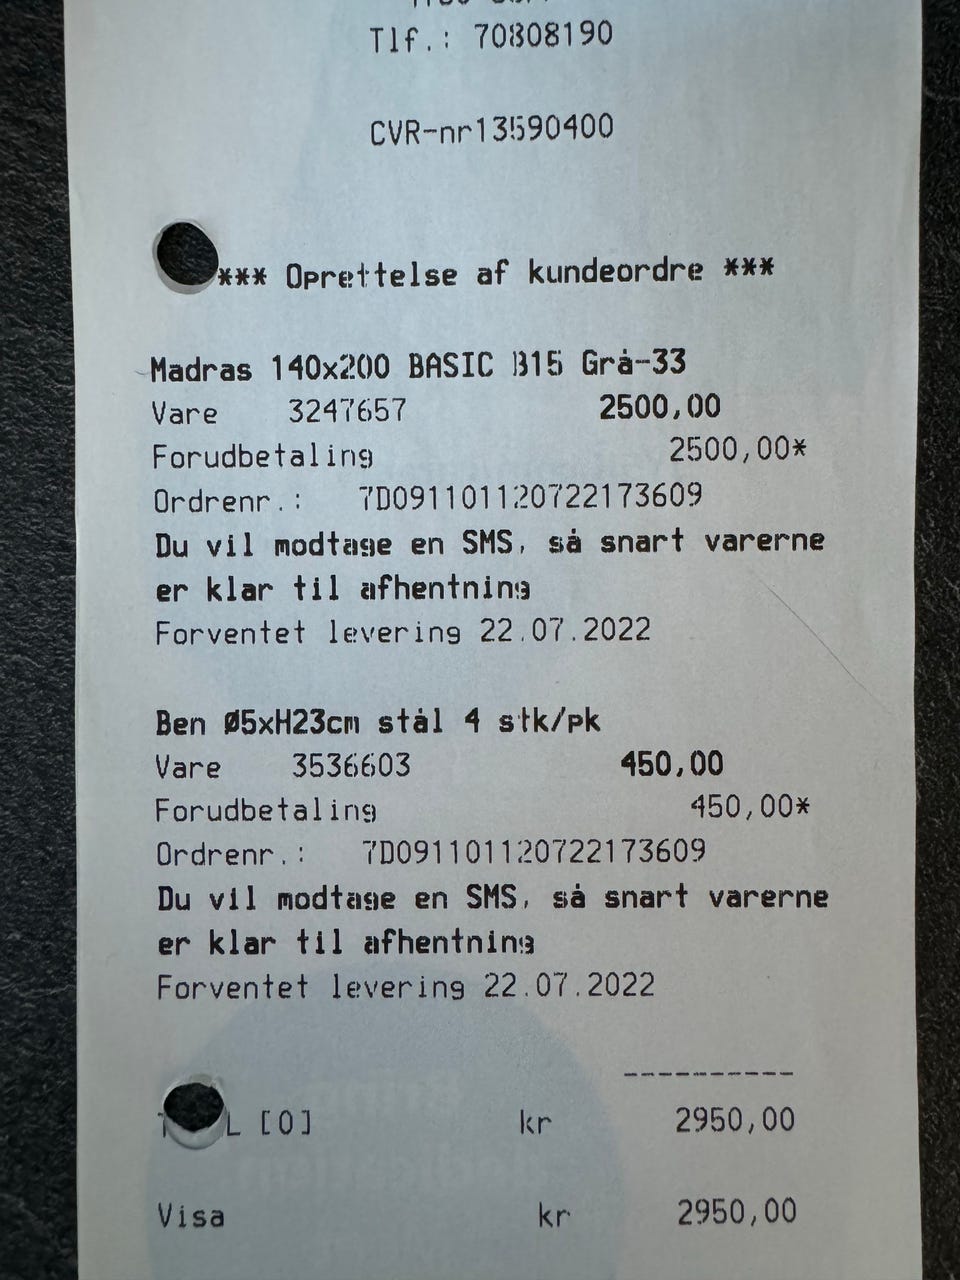 Tlf.: 70808190
CVR-nr13590400
*** Oprettelse af kundeordre ***
Madras 140x200 BASIC B15 Grå-33
Vare 3247657 2500,00
Forudbetaling 2500,00*
Ordrenr.: 7D091101120722173609
Du vil modtage en SMS, så snart varerne
er klar til afhentning
Forventet levering 22.07.2022
Ben Ø5xH23cm stål 4 stk/pk
Vare 3536603 450,00
Forudbetaling 450,00*
Ordrenr.: 7D091101120722173609
Du vil modtage en SMS, så snart varerne
er klar til afhentning
Forventet levering 22.07.2022
----------
L [0] kr 2950,00
Visa kr 2950,00